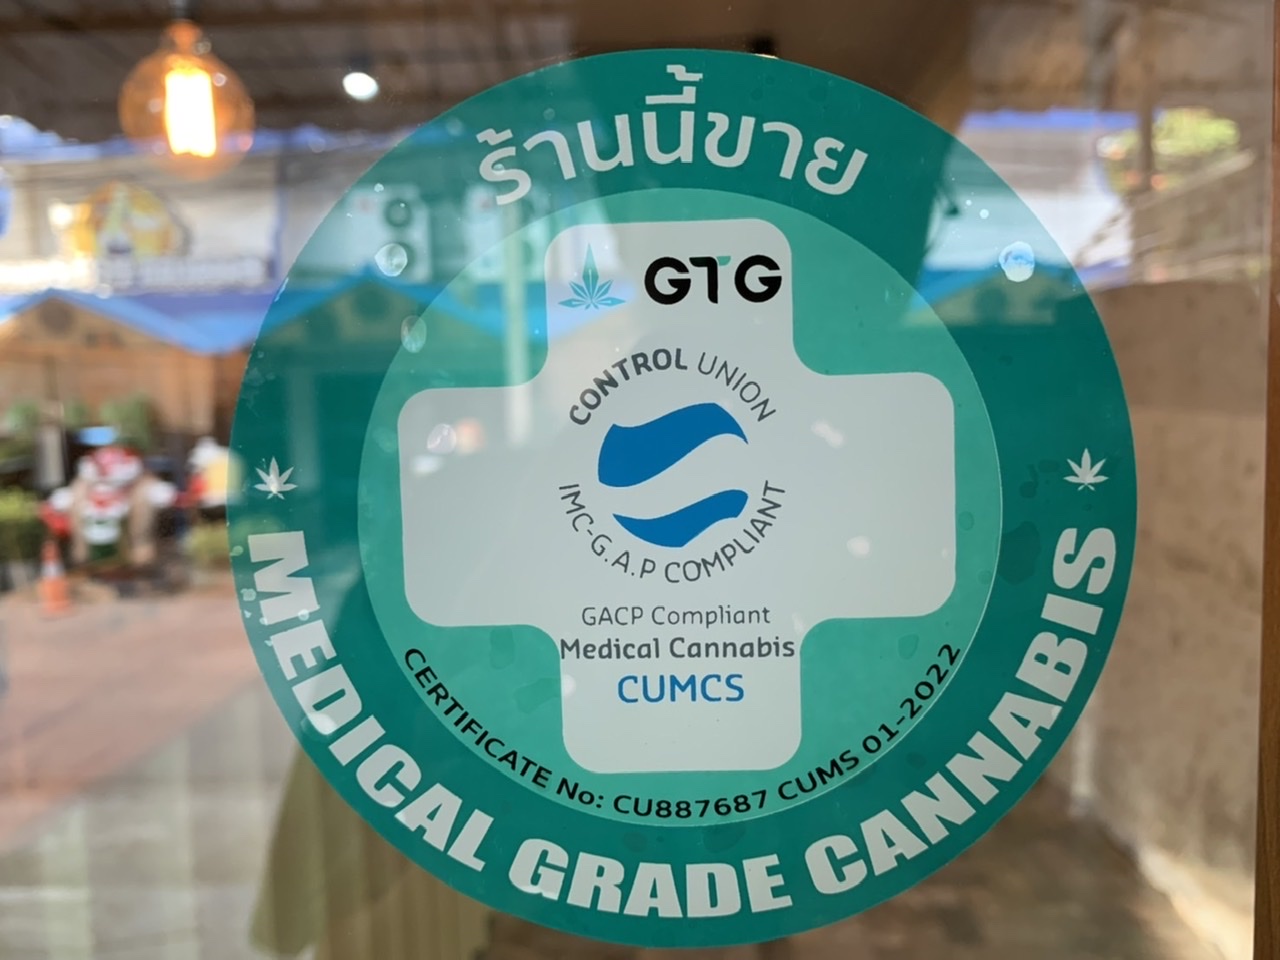 ร้านนี้ขาย
GTG
CONTROL UNION
IMC-G.A.P COMPLIANT
GACP Compliant
Medical Cannabis
CUMCS
CERTIFICATE No: CU887687 CUMS 01-2022
MEDICAL GRADE CANNABIS